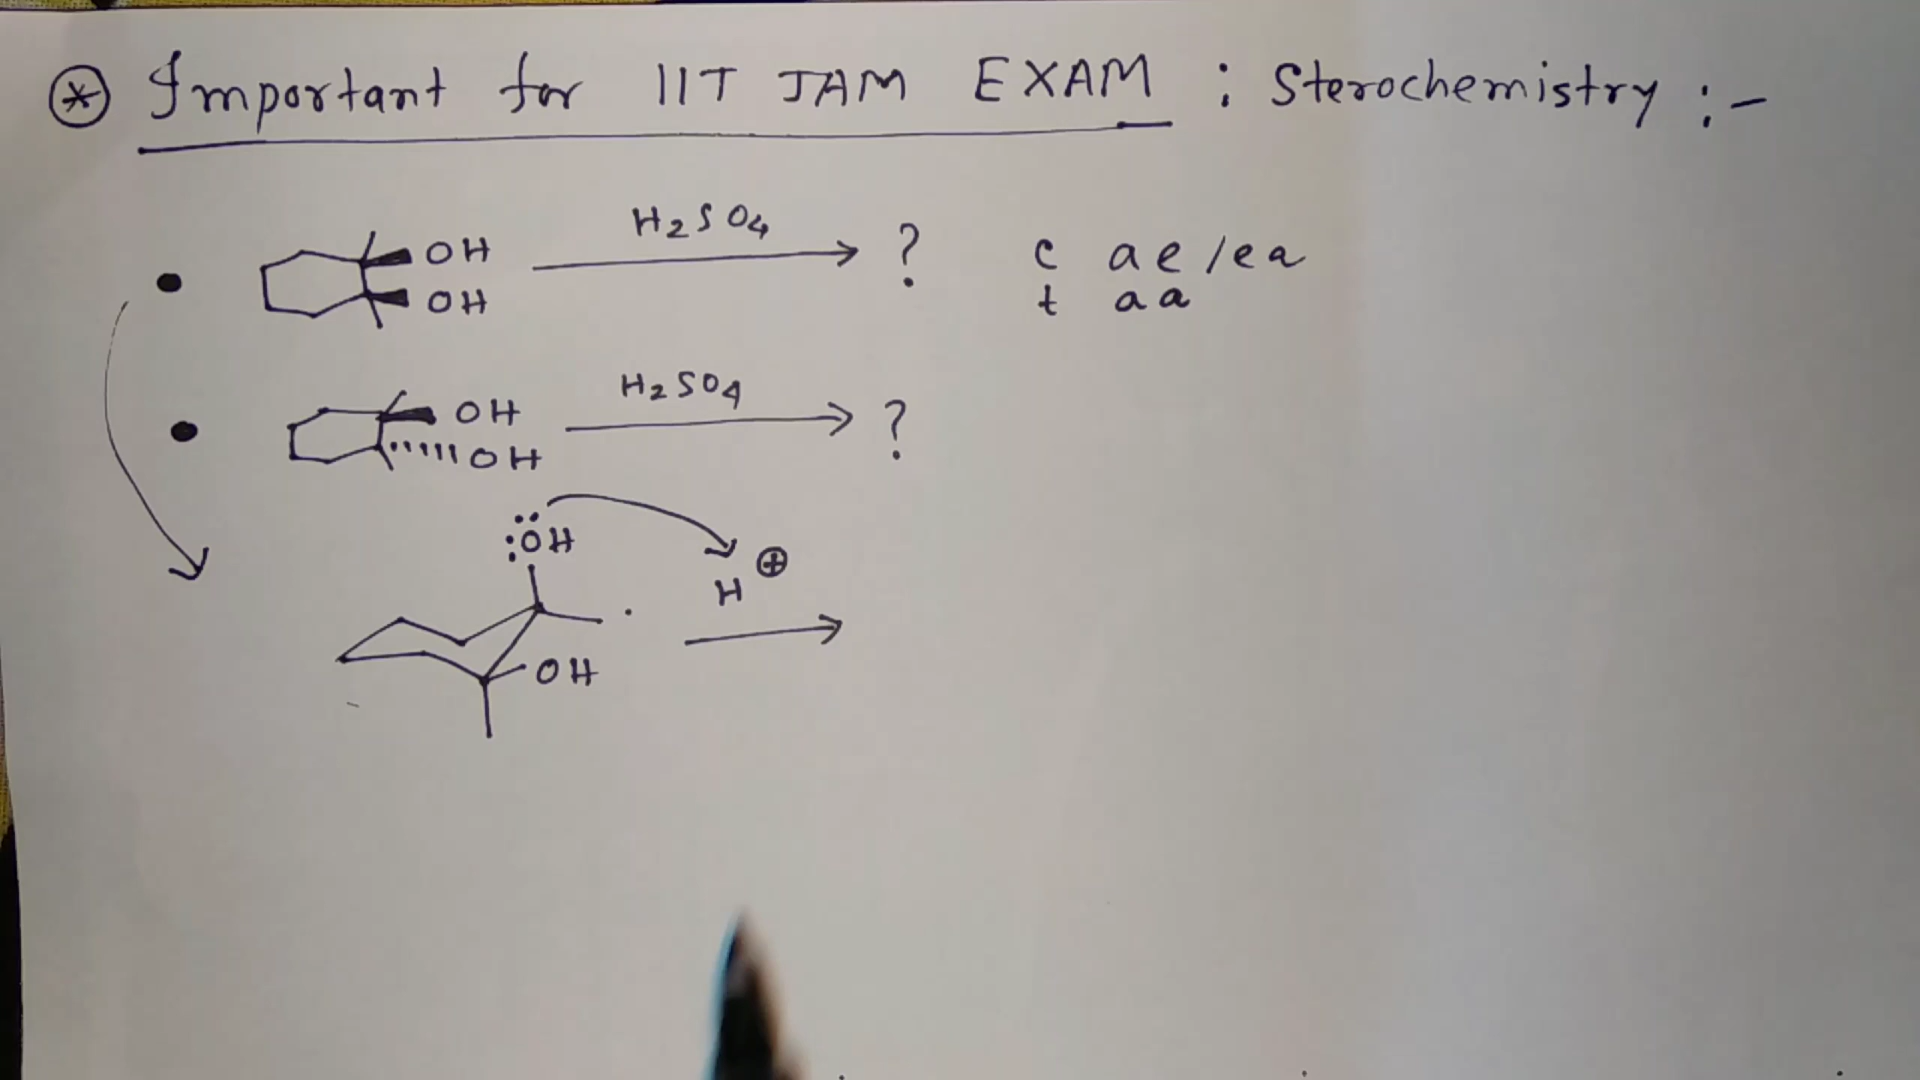 * Important for IIT JAM EXAM : Sterochemistry :-
OH
H2SO4
?
c ae/ea
OH
t aa
OH
H2SO4
?
OH
:ÖH
H ⊕
OH